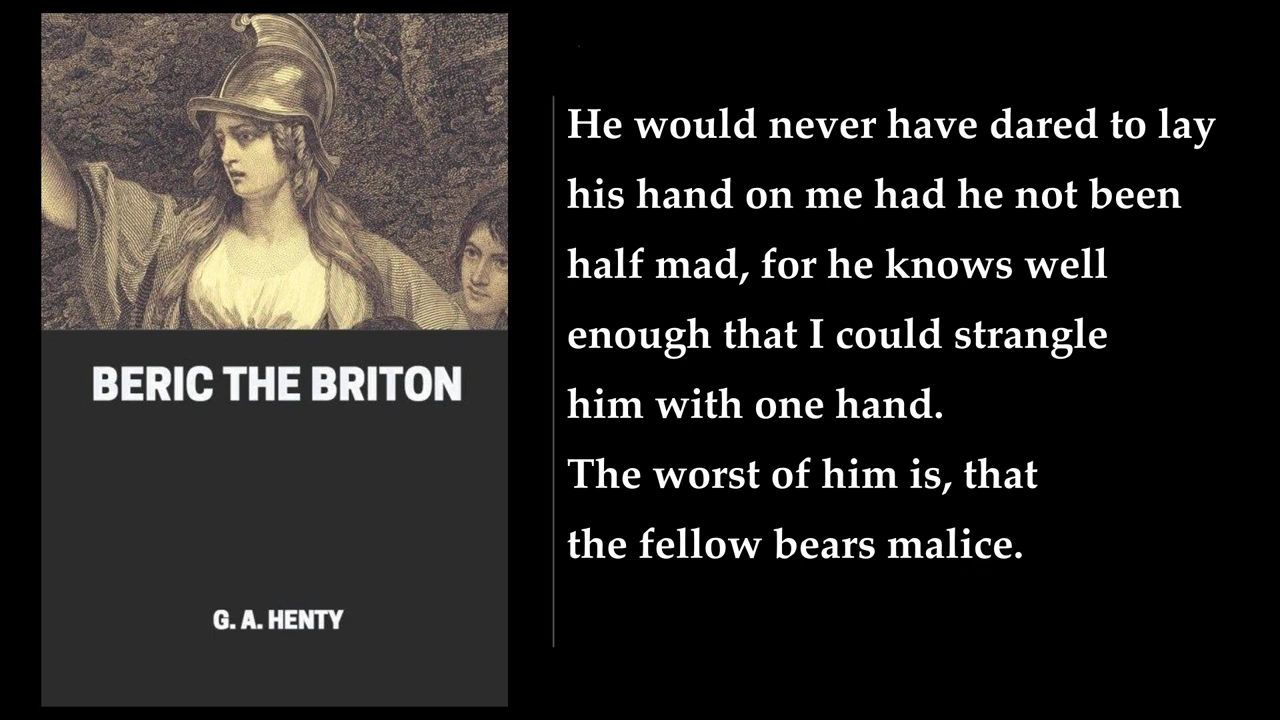 BERIC THE BRITON
G. A. HENTY
He would never have dared to lay
his hand on me had he not been
half mad, for he knows well
enough that I could strangle
him with one hand.
The worst of him is, that
the fellow bears malice.